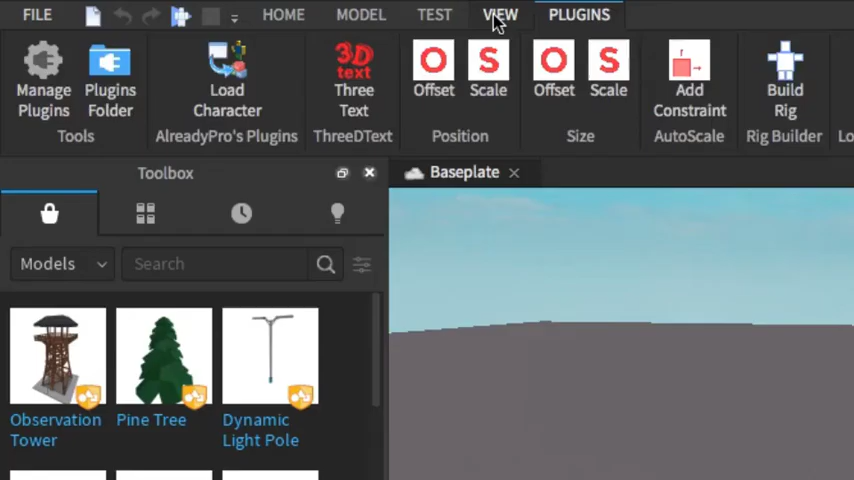 FILE HOME MODEL TEST VIEW PLUGINS
3D
text
O S O S
r
Manage
Plugins
Plugins
Folder
Load
Character
Three
Text
Offset
Scale
Offset
Scale
Add
Constraint
Build
Rig
Tools
AlreadyPro's Plugins
ThreeDText
Position
Size
AutoScale
Rig Builder
Lo
Toolbox
Baseplate
Models
Search
Observation
Tower
Pine Tree
Dynamic
Light Pole